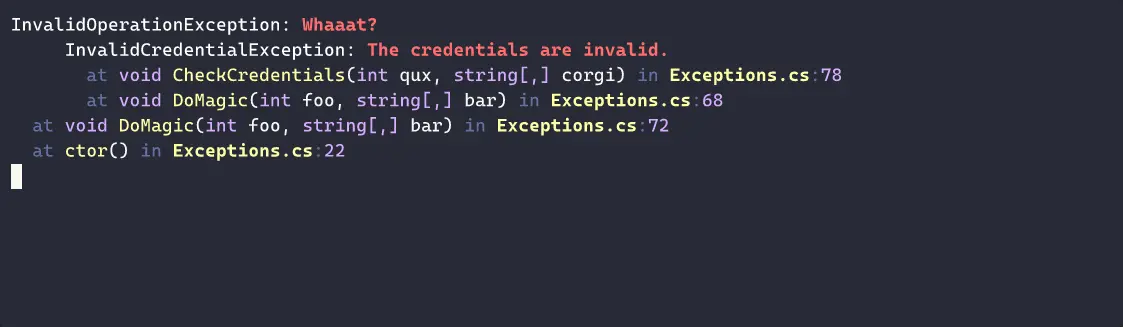 InvalidOperationException: Whaaat?
InvalidCredentialException: The credentials are invalid.
at void CheckCredentials(int qux, string[,] corgi) in Exceptions.cs:78
at void DoMagic(int foo, string[,] bar) in Exceptions.cs:68
at void DoMagic(int foo, string[,] bar) in Exceptions.cs:72
at ctor() in Exceptions.cs:22